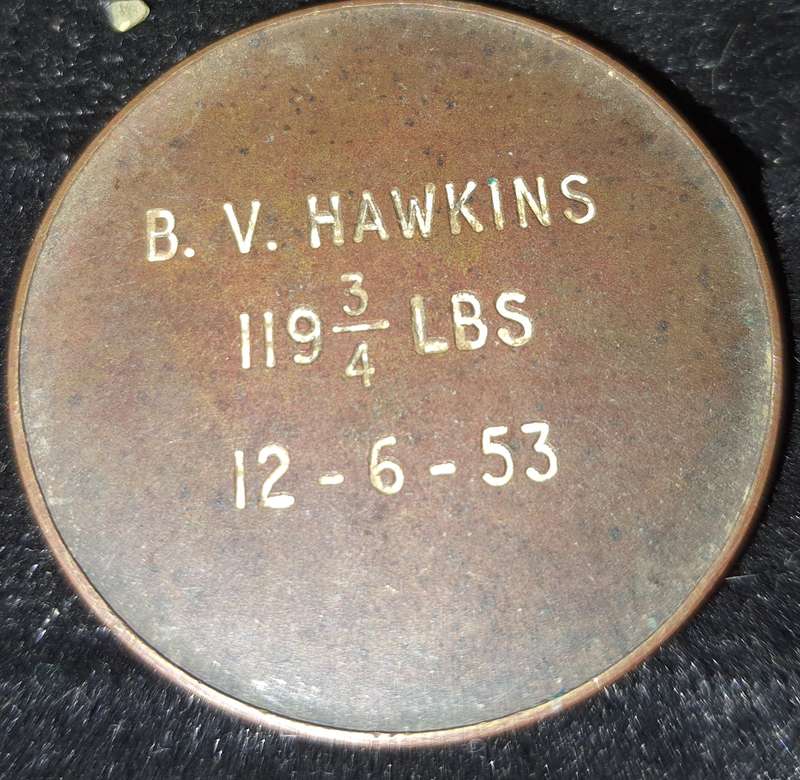 B. V. HAWKINS
119 3/4 LBS
12 - 6 - 53